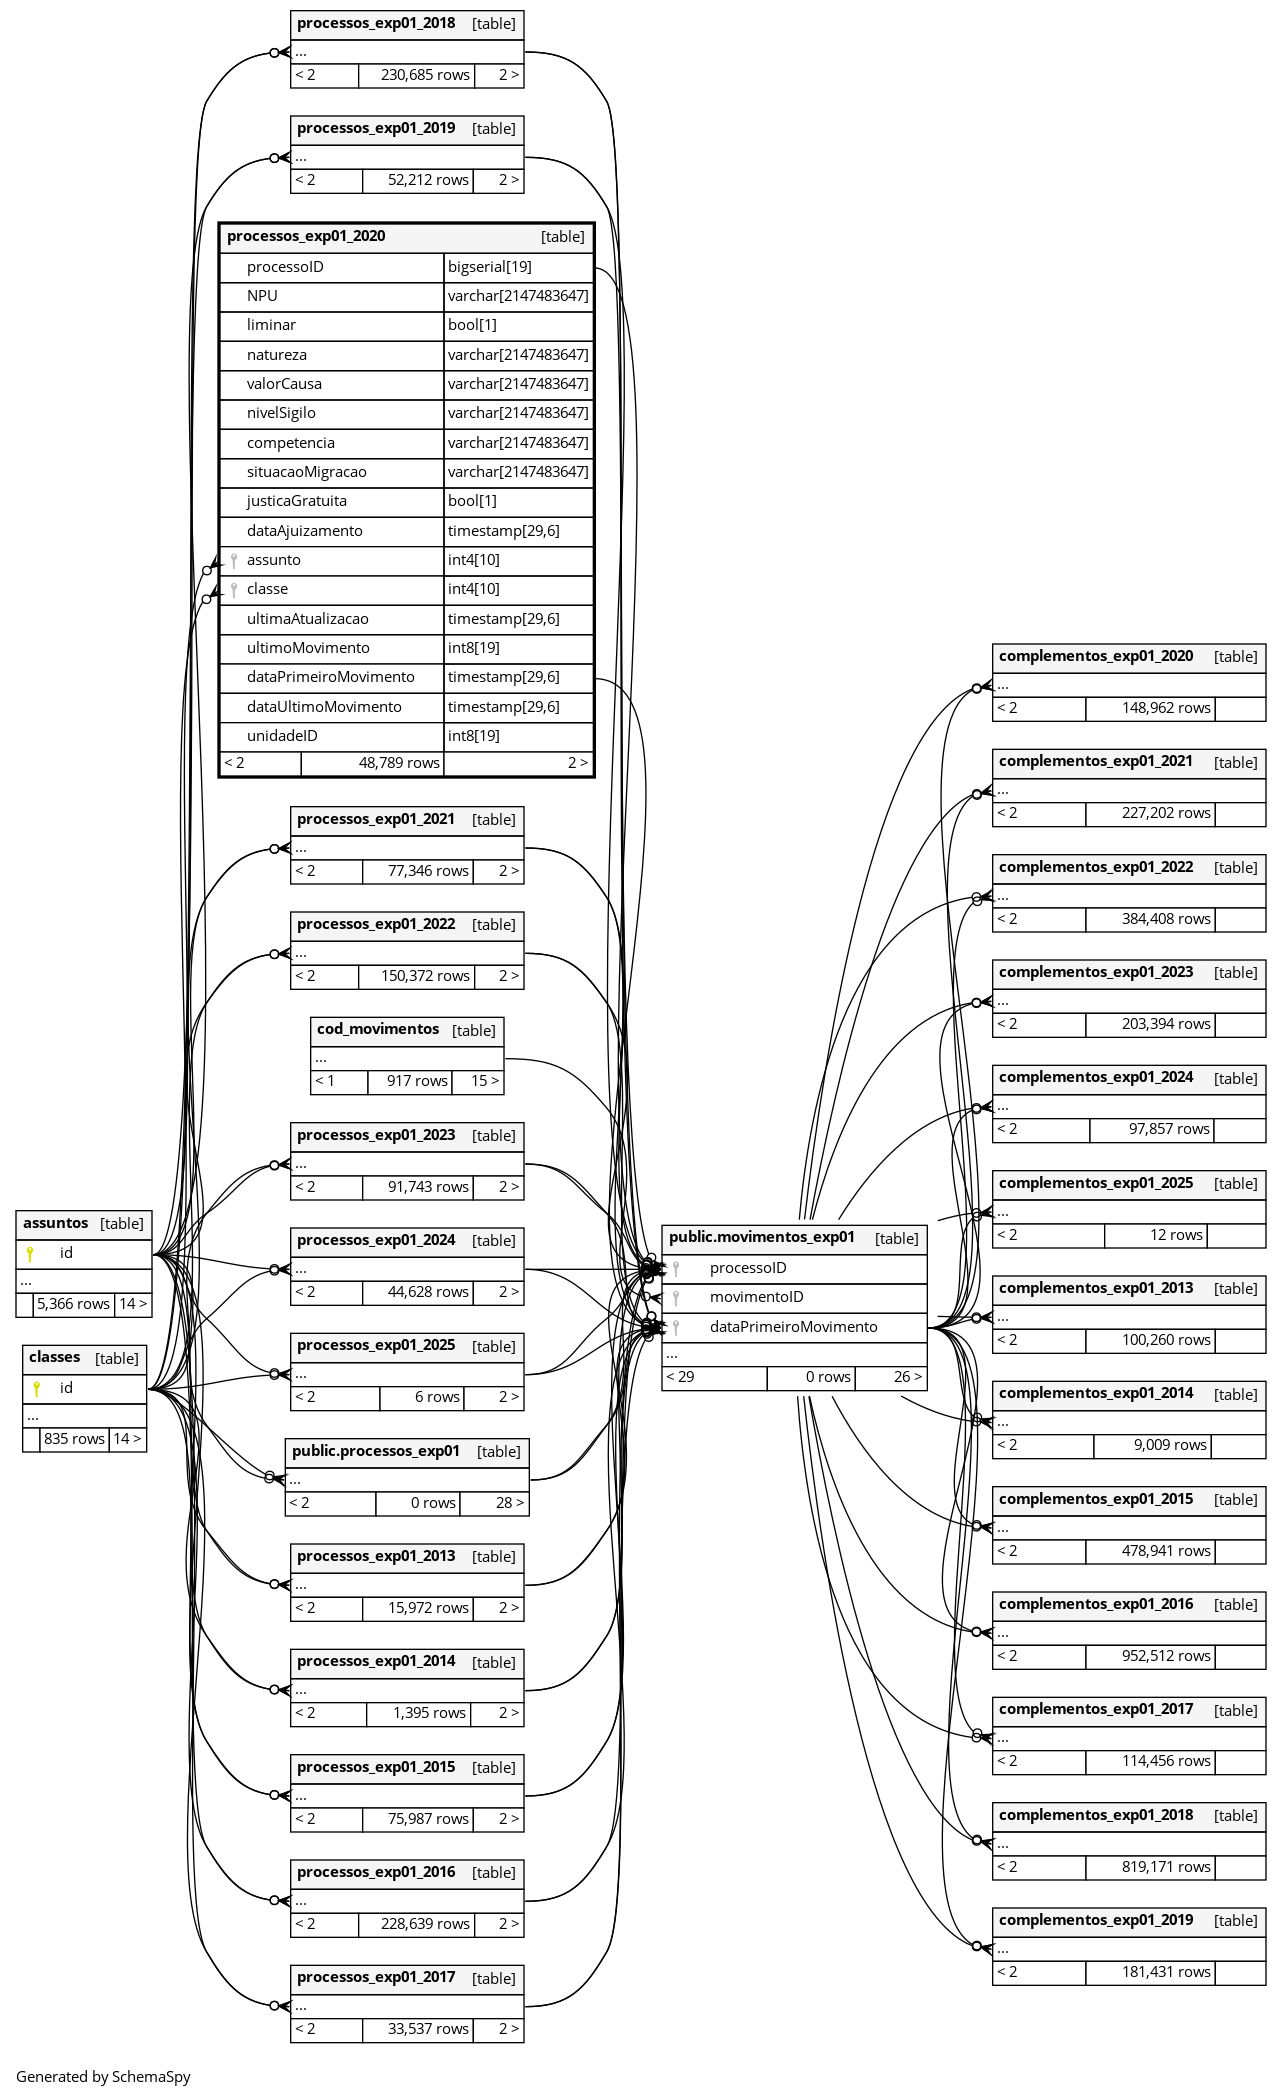 processos_exp01_2018 [table]
...
< 2 230,685 rows 2 >
processos_exp01_2019 [table]
...
< 2 52,212 rows 2 >
processos_exp01_2020 [table]
processoID bigserial[19]
NPU varchar[2147483647]
liminar bool[1]
natureza varchar[2147483647]
valorCausa varchar[2147483647]
nivelSigilo varchar[2147483647]
competencia varchar[2147483647]
situacaoMigracao varchar[2147483647]
justicaGratuita bool[1]
dataAjuizamento timestamp[29,6]
assunto int4[10]
classe int4[10]
ultimaAtualizacao timestamp[29,6]
ultimoMovimento int8[19]
dataPrimeiroMovimento timestamp[29,6]
dataUltimoMovimento timestamp[29,6]
unidadeID int8[19]
< 2 48,789 rows 2 >
processos_exp01_2021 [table]
...
< 2 77,346 rows 2 >
processos_exp01_2022 [table]
...
< 2 150,372 rows 2 >
cod_movimentos [table]
...
< 1 917 rows 15 >
processos_exp01_2023 [table]
...
< 2 91,743 rows 2 >
assuntos [table]
id
...
5,366 rows 14 >
classes [table]
id
...
835 rows 14 >
processos_exp01_2024 [table]
...
< 2 44,628 rows 2 >
processos_exp01_2025 [table]
...
< 2 6 rows 2 >
public.processos_exp01 [table]
...
< 2 0 rows 28 >
processos_exp01_2013 [table]
...
< 2 15,972 rows 2 >
processos_exp01_2014 [table]
...
< 2 1,395 rows 2 >
processos_exp01_2015 [table]
...
< 2 75,987 rows 2 >
processos_exp01_2016 [table]
...
< 2 228,639 rows 2 >
processos_exp01_2017 [table]
...
< 2 33,537 rows 2 >
public.movimentos_exp01 [table]
processoID
movimentoID
dataPrimeiroMovimento
...
< 29 0 rows 26 >
complementos_exp01_2020 [table]
...
< 2 148,962 rows
complementos_exp01_2021 [table]
...
< 2 227,202 rows
complementos_exp01_2022 [table]
...
< 2 384,408 rows
complementos_exp01_2023 [table]
...
< 2 203,394 rows
complementos_exp01_2024 [table]
...
< 2 97,857 rows
complementos_exp01_2025 [table]
...
< 2 12 rows
complementos_exp01_2013 [table]
...
< 2 100,260 rows
complementos_exp01_2014 [table]
...
< 2 9,009 rows
complementos_exp01_2015 [table]
...
< 2 478,941 rows
complementos_exp01_2016 [table]
...
< 2 952,512 rows
complementos_exp01_2017 [table]
...
< 2 114,456 rows
complementos_exp01_2018 [table]
...
< 2 819,171 rows
complementos_exp01_2019 [table]
...
< 2 181,431 rows
Generated by SchemaSpy